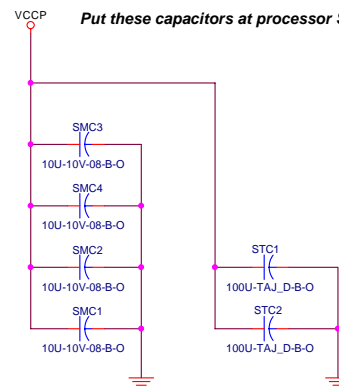 VCCP
Put these capacitors at processor S
SMC3
10U-10V-08-B-O
SMC4
10U-10V-08-B-O
SMC2
10U-10V-08-B-O
SMC1
10U-10V-08-B-O
STC1
100U-TAJ_D-B-O
STC2
100U-TAJ_D-B-O